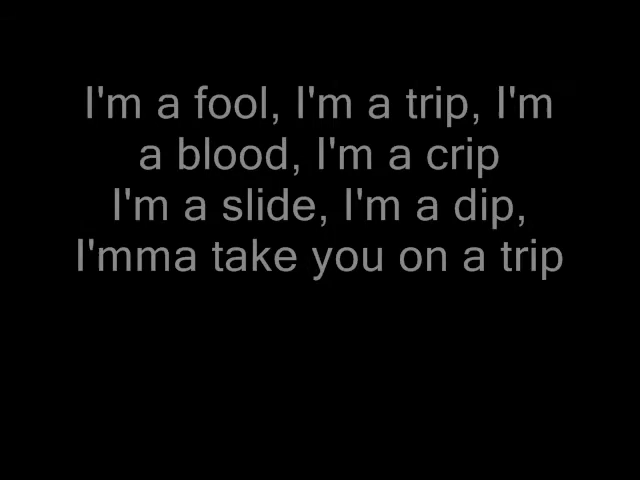 I'm a fool, I'm a trip, I'm
a blood, I'm a crip
I'm a slide, I'm a dip,
I'mma take you on a trip